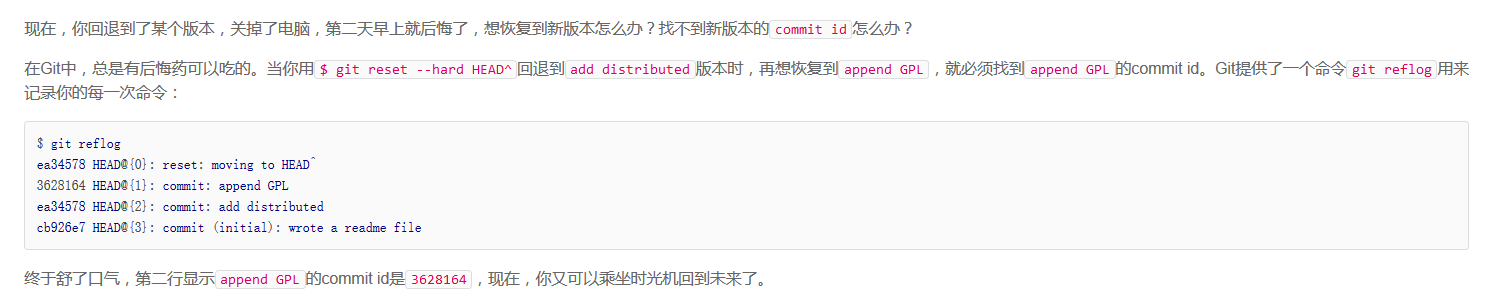 现在，你回退到了某个版本，关掉了电脑，第二天早上就后悔了，想恢复到新版本怎么办？找不到新版本的commit id怎么办？
在Git中，总是有后悔药可以吃的。当你用$ git reset --hard HEAD^回退到add distributed版本时，再想恢复到append GPL，就必须找到append GPL的commit id。Git提供了一个命令git reflog用来
记录你的每一次命令：
$ git reflog
ea34578 HEAD@{0}: reset: moving to HEAD^
3628164 HEAD@{1}: commit: append GPL
ea34578 HEAD@{2}: commit: add distributed
cb926e7 HEAD@{3}: commit (initial): wrote a readme file
终于舒了口气，第二行显示append GPL的commit id是3628164，现在，你又可以乘坐时光机回到未来了。